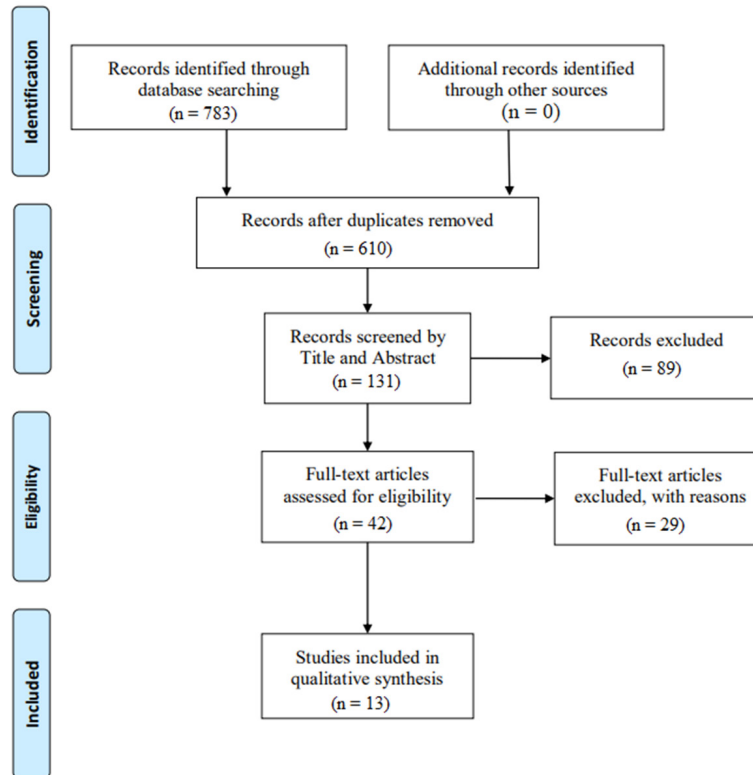 Identification
Records identified through
database searching
(n = 783)
Additional records identified
through other sources
(n = 0)
Screening
Records after duplicates removed
(n = 610)
Records screened by
Title and Abstract
(n = 131)
Records excluded
(n = 89)
Eligibility
Full-text articles
assessed for eligibility
(n = 42)
Full-text articles
excluded, with reasons
(n = 29)
Included
Studies included in
qualitative synthesis
(n = 13)